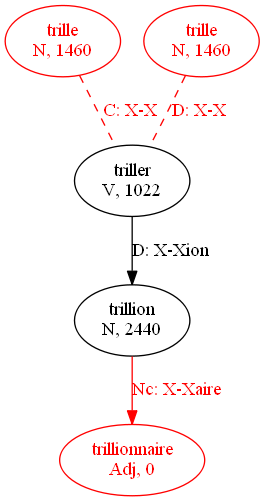 trille
N, 1460
trille
N, 1460
C: X-X
D: X-X
triller
V, 1022
D: X-Xion
trillion
N, 2440
Nc: X-Xaire
trillionnaire
Adj, 0